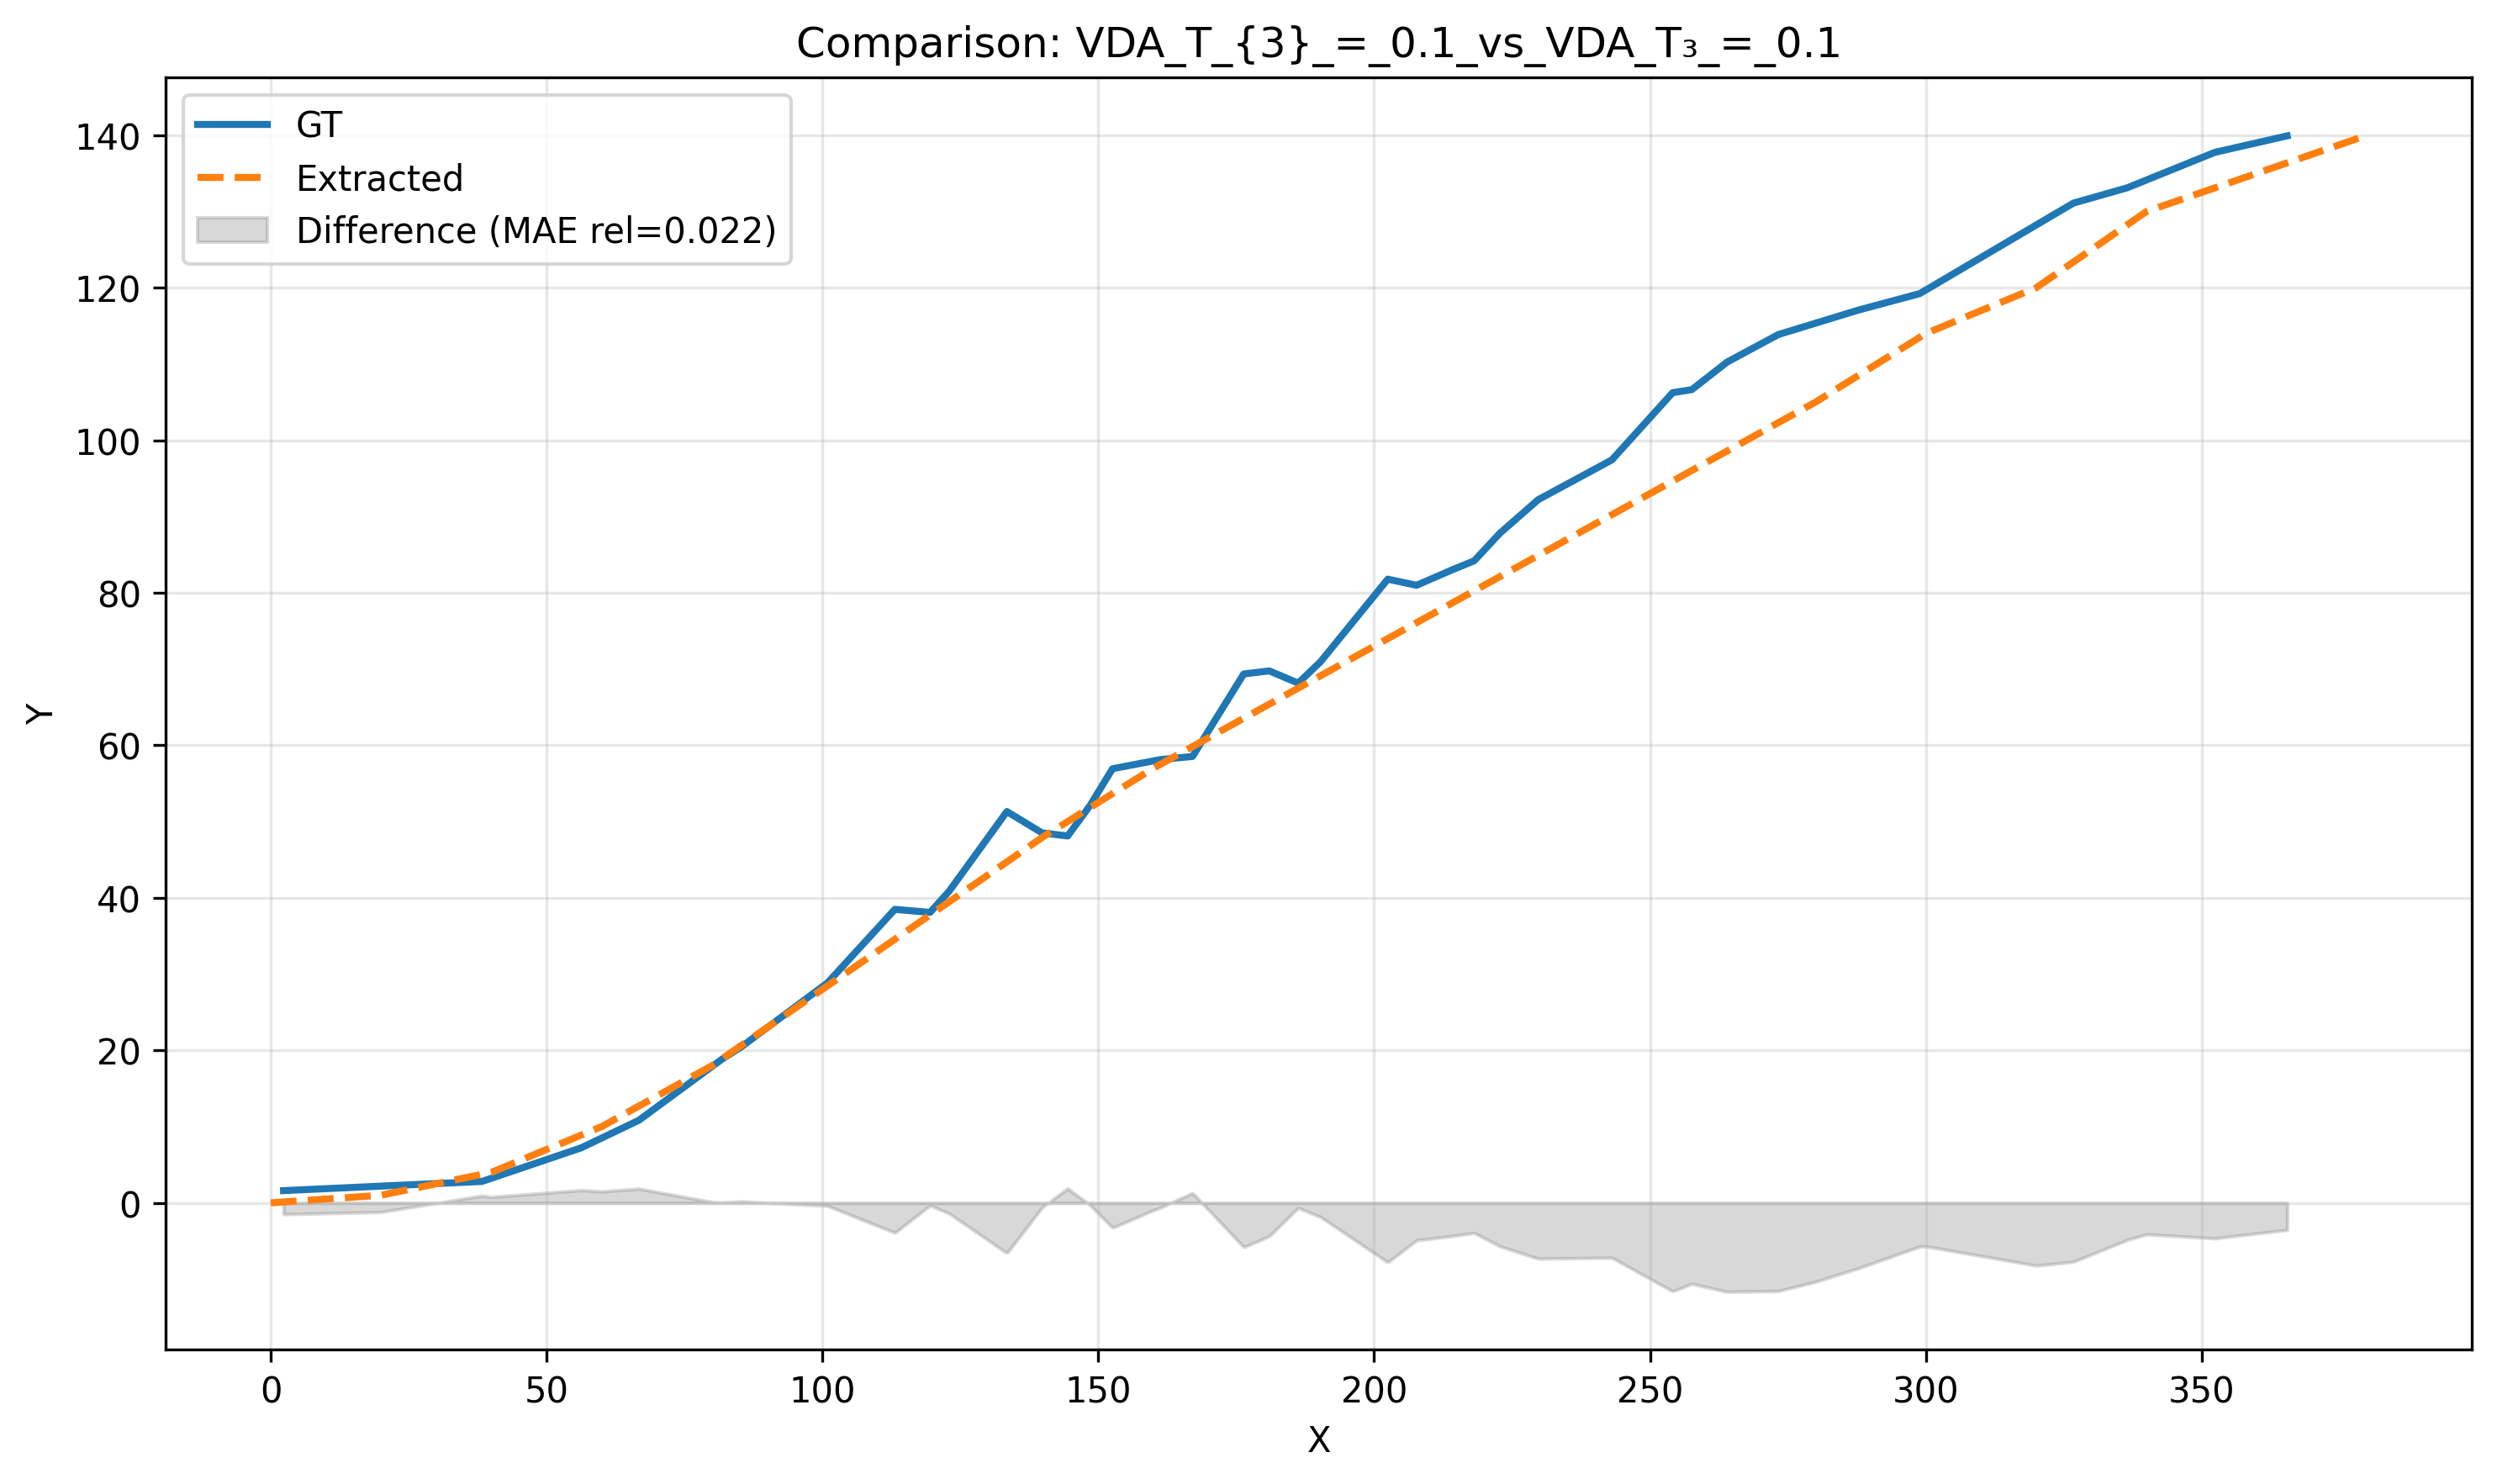 Comparison: VDA_T_{3}_=_0.1_vs_VDA_T₃_=_0.1
GT
Extracted
Difference (MAE rel=0.022)
140
120
100
80
60
40
20
0
Y
0 50 100 150 200 250 300 350
X